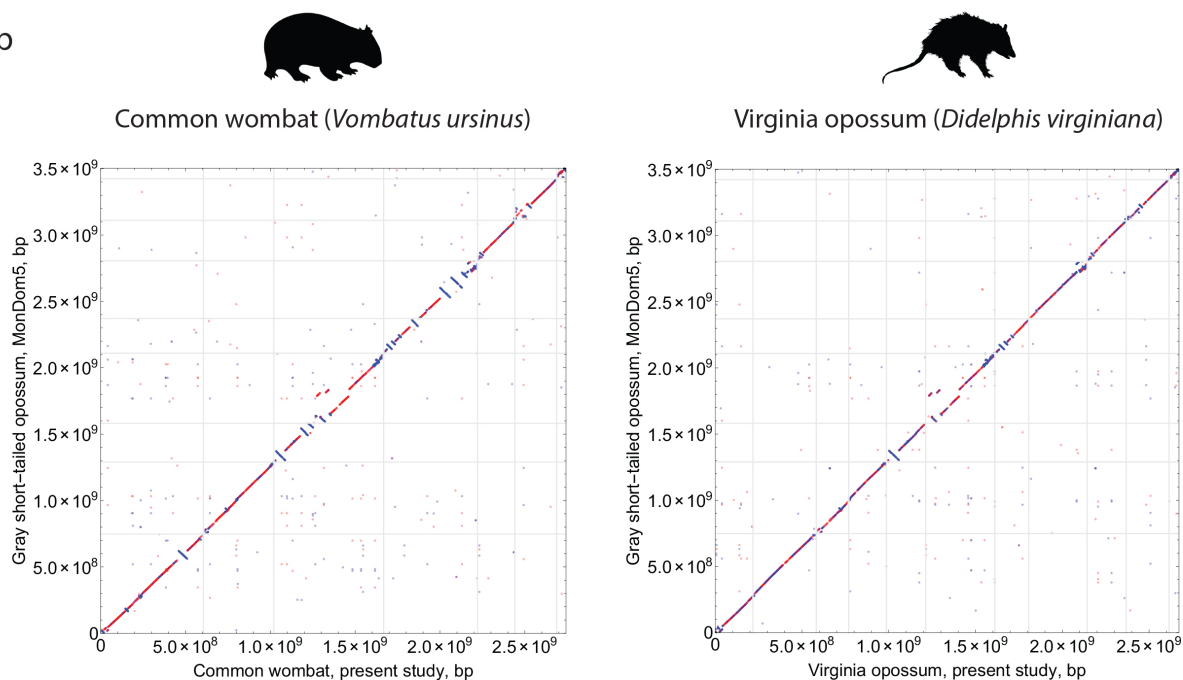 b
Common wombat (Vombatus ursinus)
Virginia opossum (Didelphis virginiana)
Gray short-tailed opossum, MonDom5, bp
3.5×10⁹
3.0×10⁹
2.5×10⁹
2.0×10⁹
1.5×10⁹
1.0×10⁹
5.0×10⁸
0
0 5.0×10⁸ 1.0×10⁹ 1.5×10⁹ 2.0×10⁹ 2.5×10⁹
Common wombat, present study, bp
Gray short-tailed opossum, MonDom5, bp
3.5×10⁹
3.0×10⁹
2.5×10⁹
2.0×10⁹
1.5×10⁹
1.0×10⁹
5.0×10⁸
0
0 5.0×10⁸ 1.0×10⁹ 1.5×10⁹ 2.0×10⁹ 2.5×10⁹
Virginia opossum, present study, bp